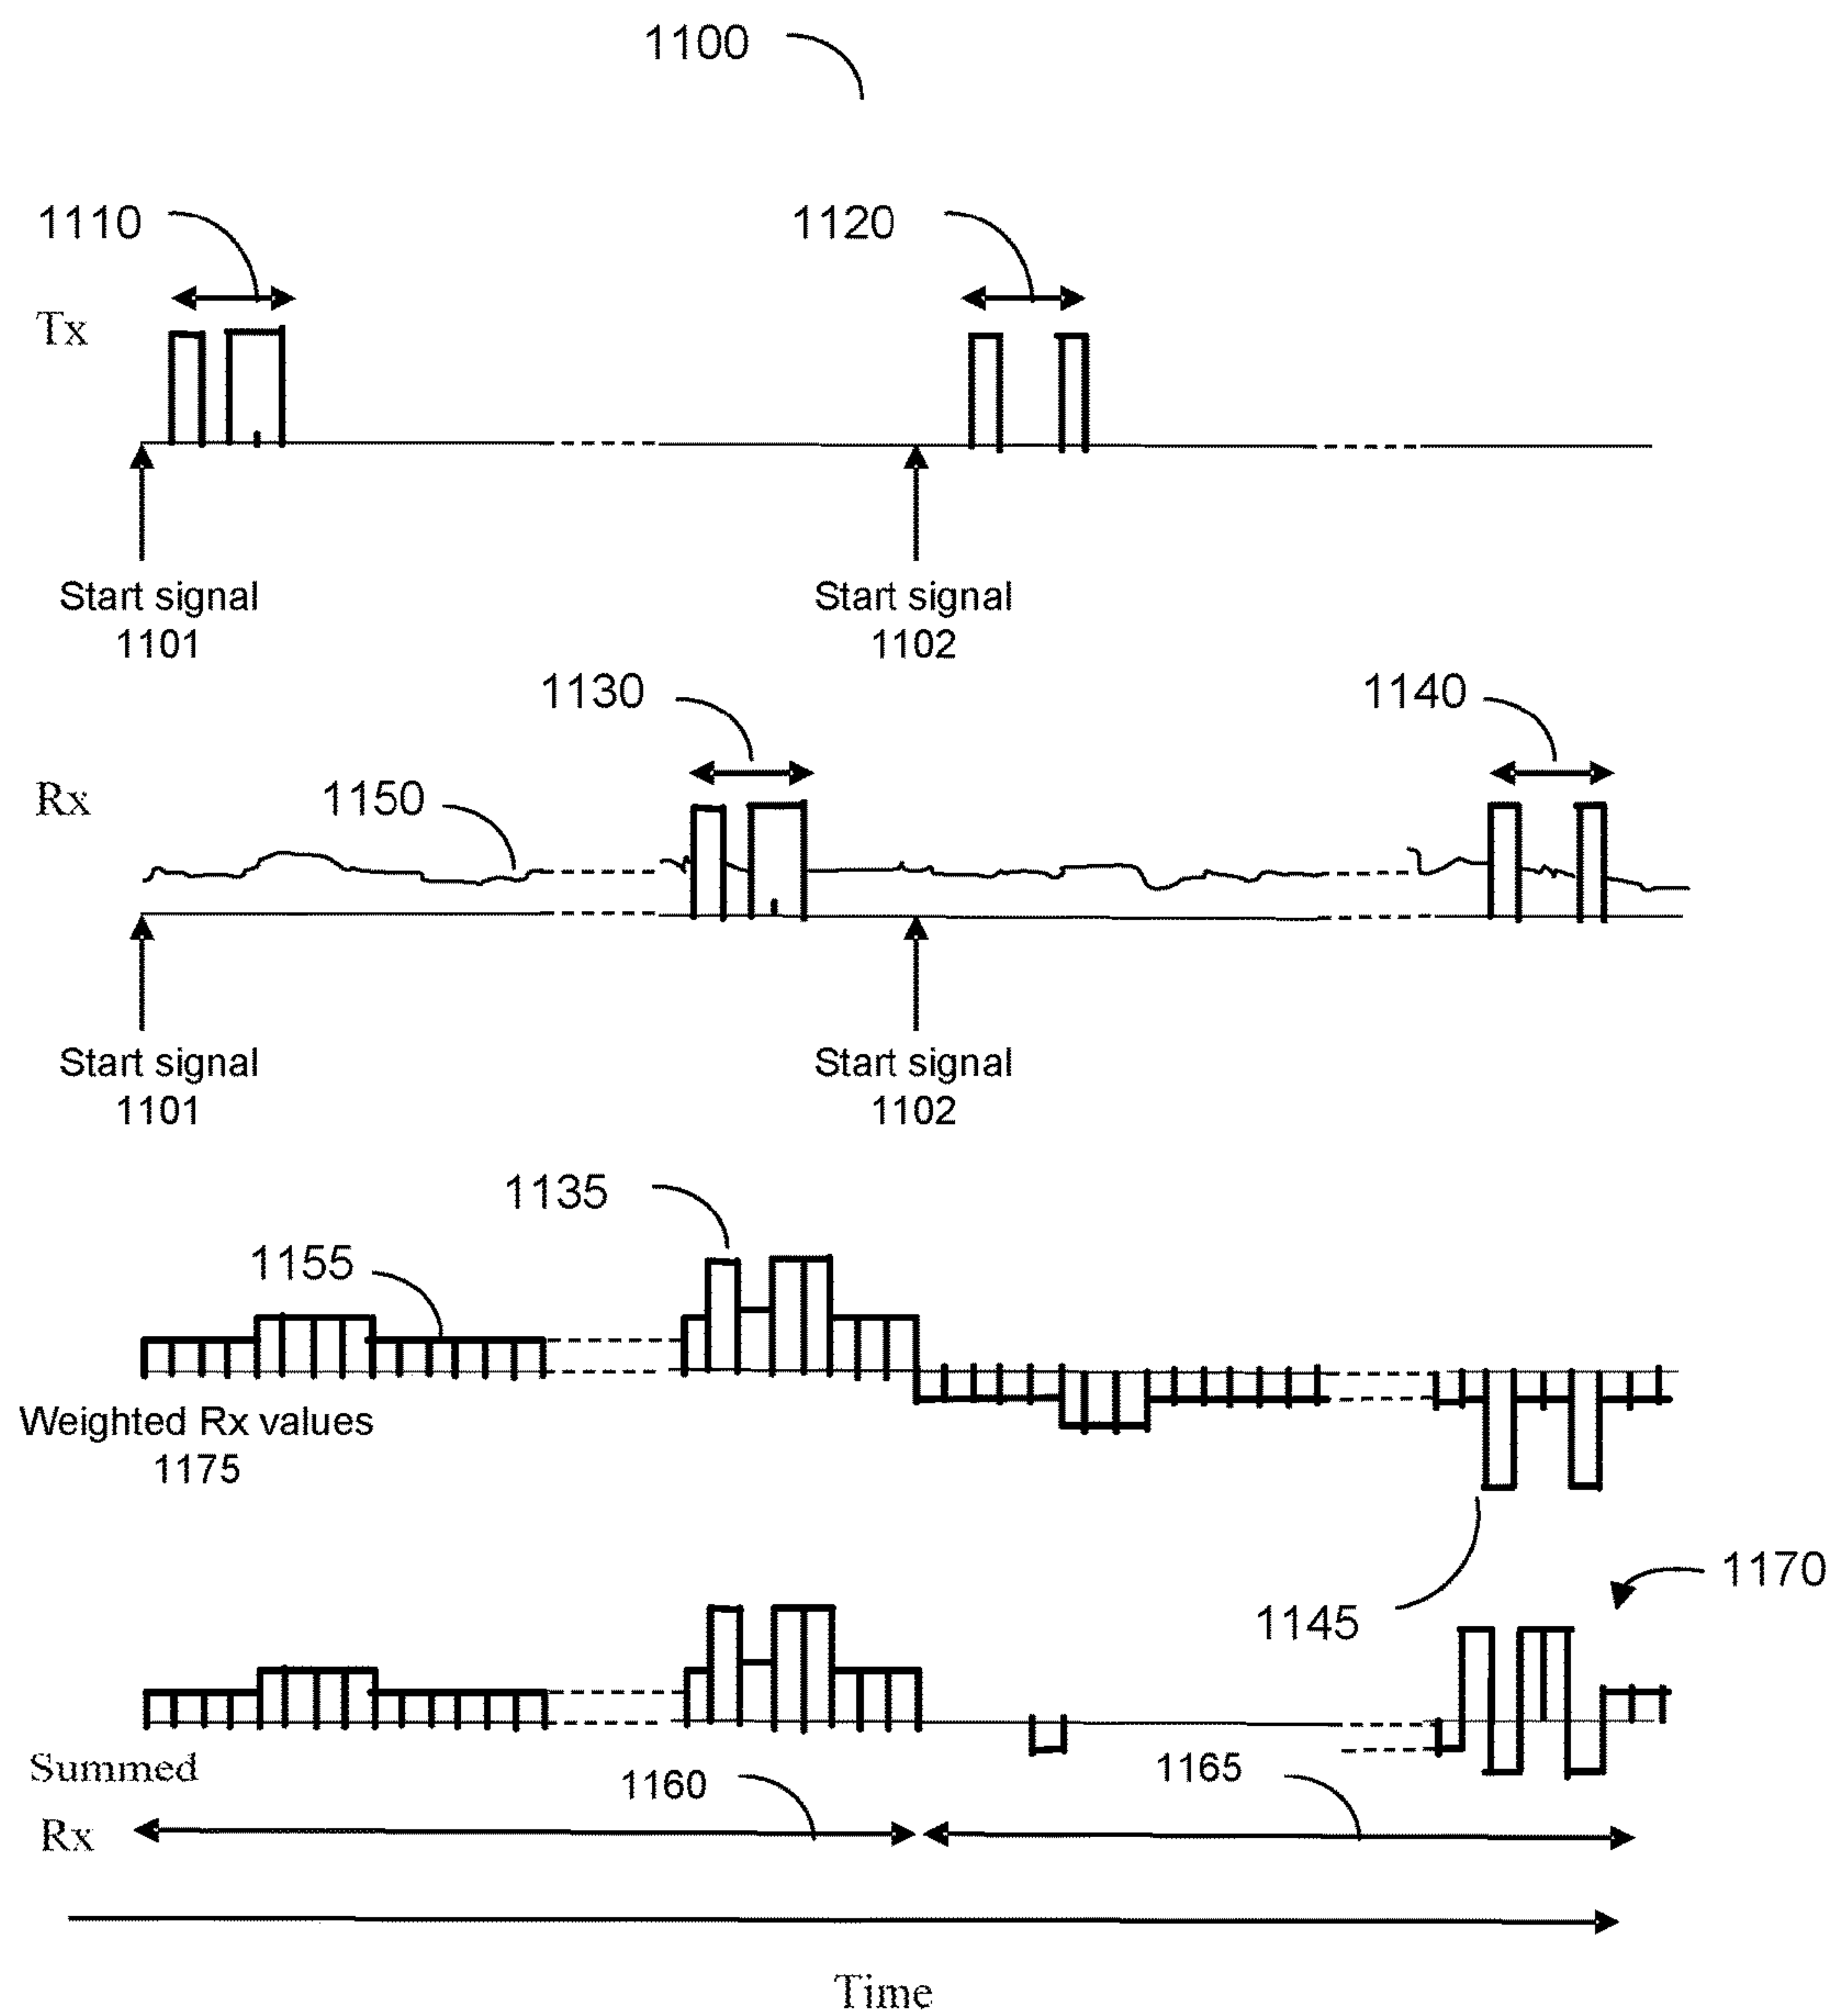 1100
1110
1120
Tx
Start signal
1101
Start signal
1102
1130
1140
Rx
1150
Start signal
1101
Start signal
1102
1135
1155
Weighted Rx values
1175
1145
1170
Summed
Rx
1160
1165
Time